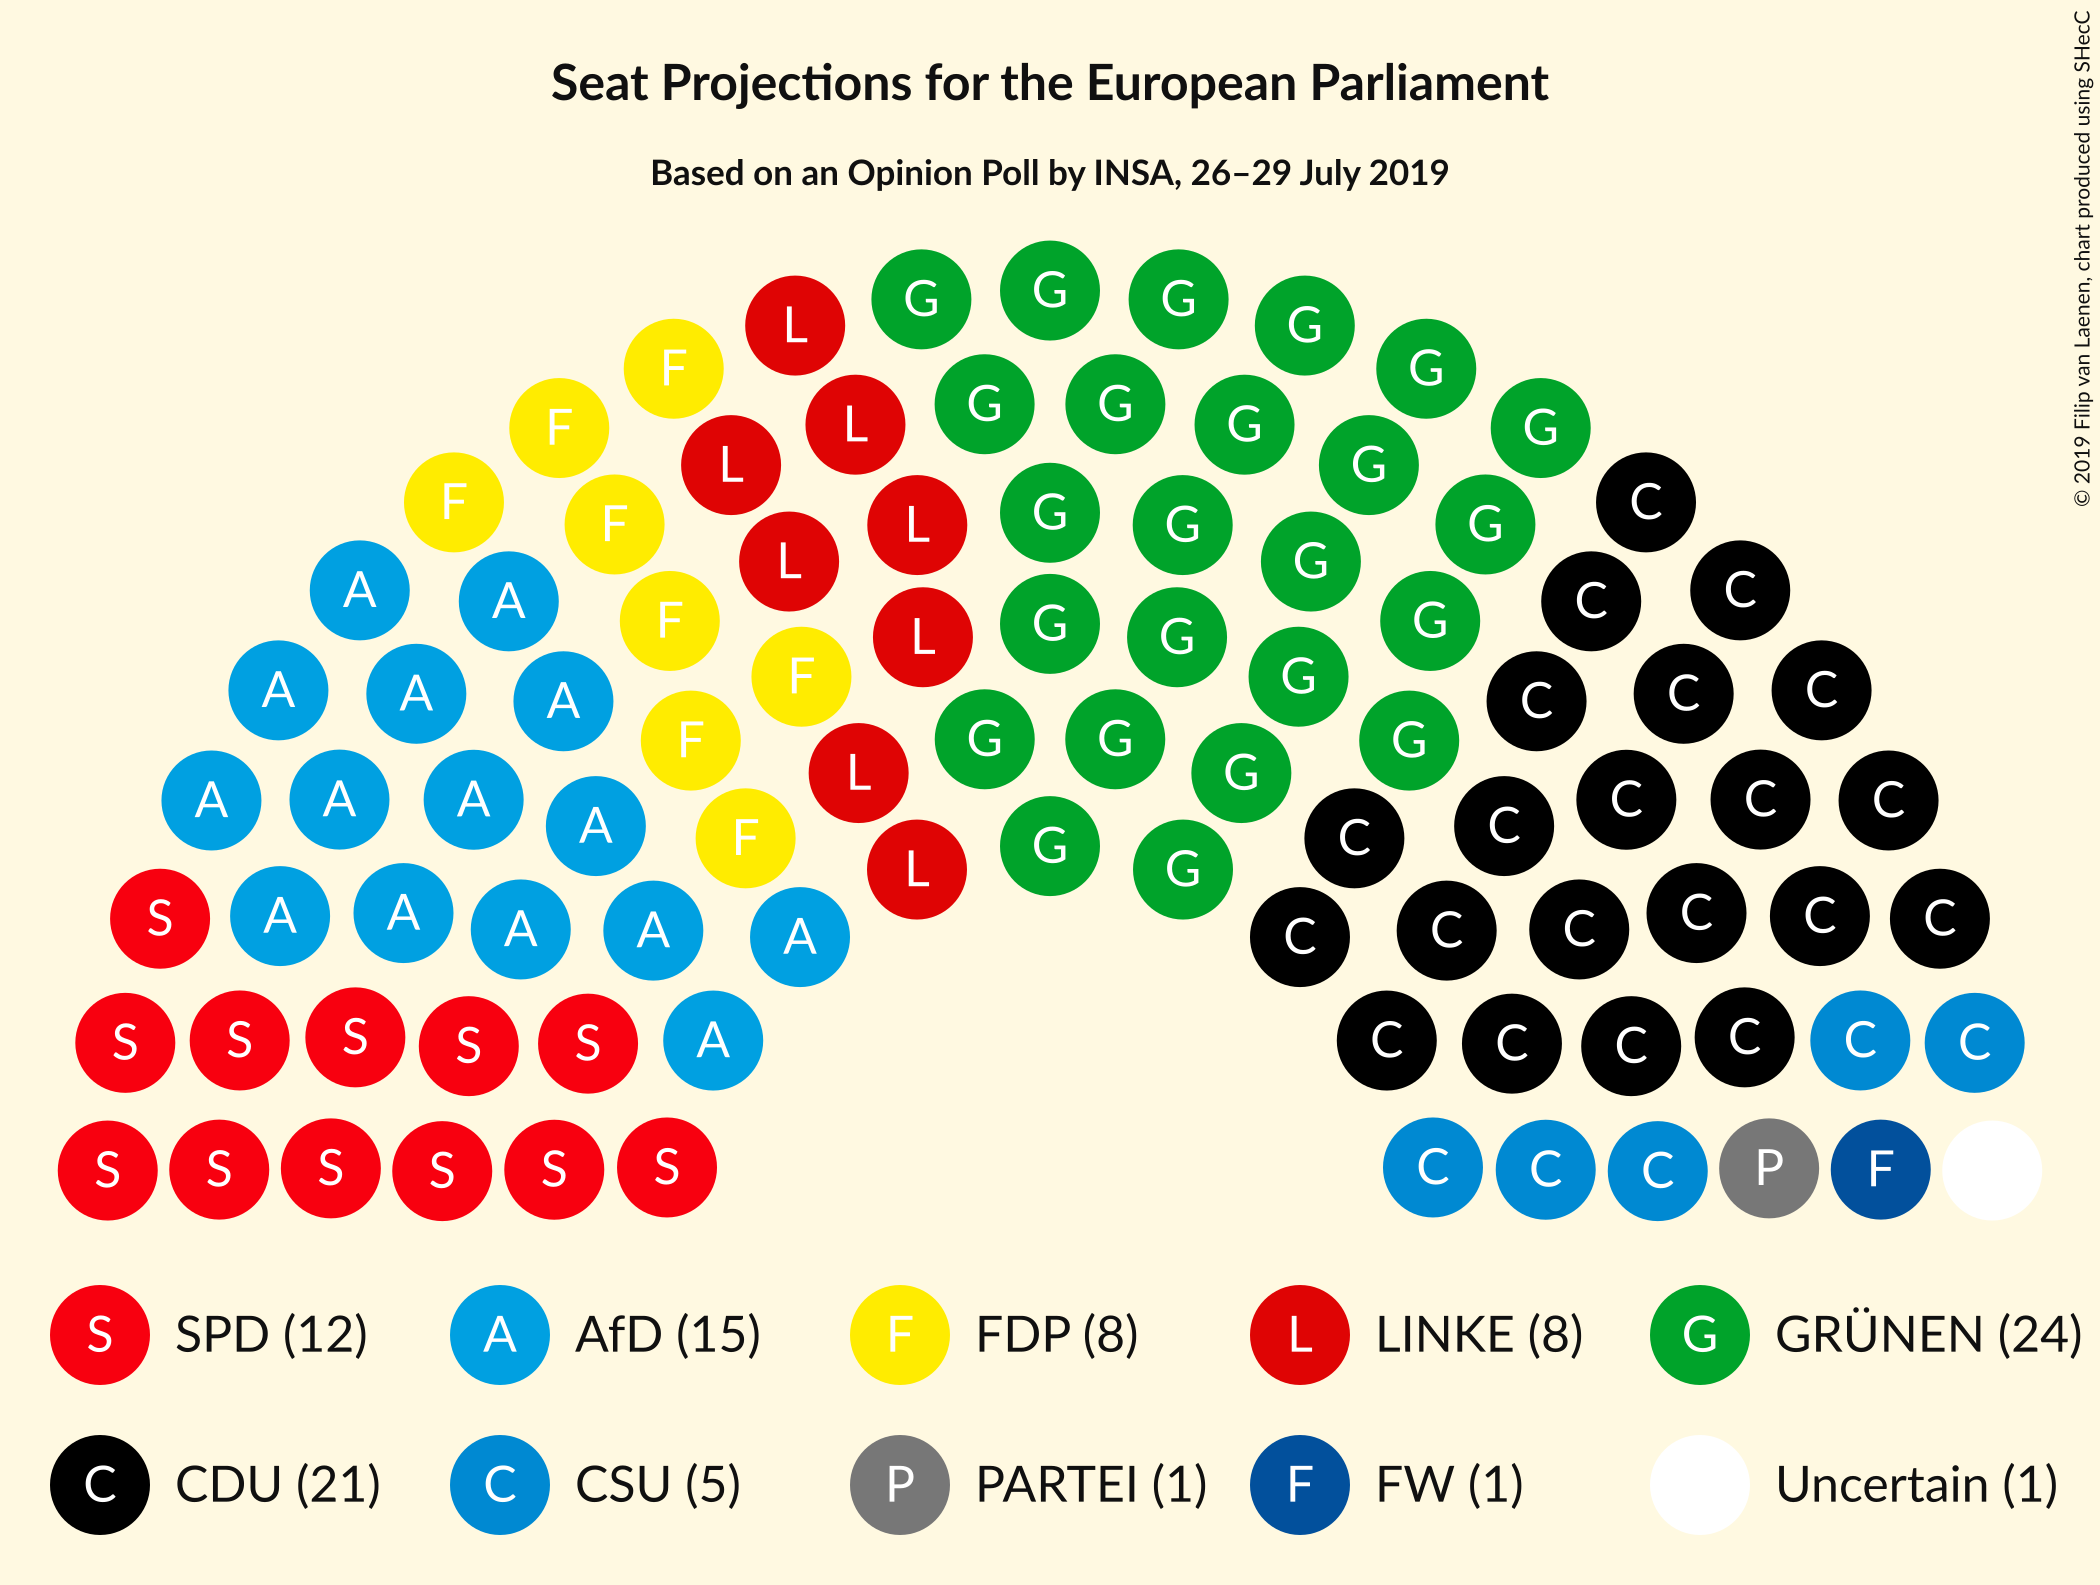 Seat Projections for the European Parliament
Based on an Opinion Poll by INSA, 26–29 July 2019
© 2019 Filip van Laenen, chart produced using SHecC
G G G G
L G
F G
L G G G
F L G G
F F L G G G C
A A L G C C
F L G G G
A A A F G C C C
F G G G G
A A A A F L G C C C C C
L G G
S A A A A A C C C C C C
S S S S S A C C C C C C
S S S S S S C C C P F
S SPD (12) A AfD (15) F FDP (8) L LINKE (8) G GRÜNEN (24)
C CDU (21) C CSU (5) P PARTEI (1) F FW (1) Uncertain (1)